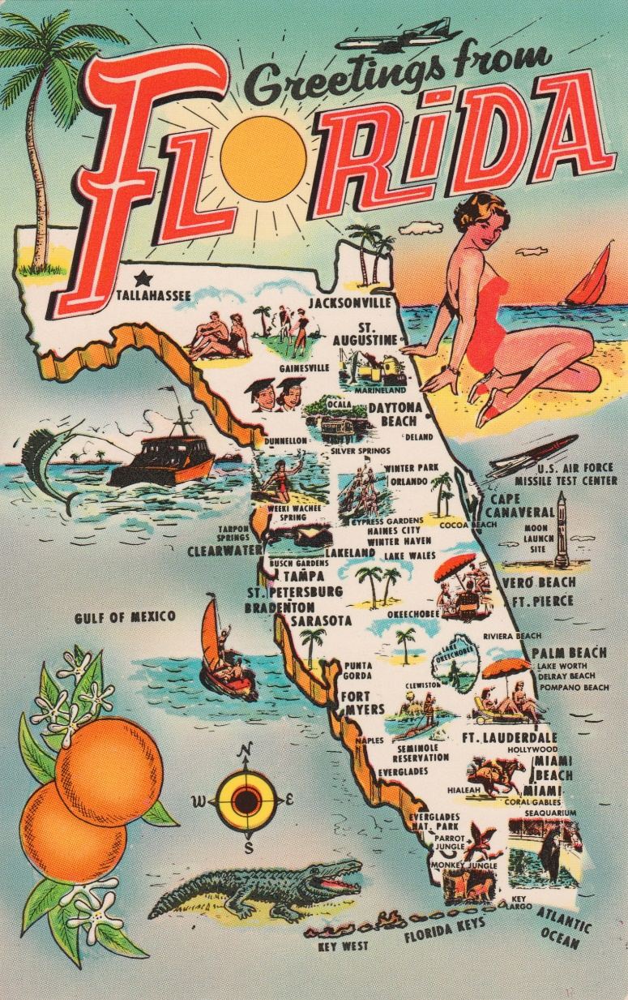 Greetings from
FLORiDA
TALLAHASSEE
JACKSONVILLE
ST.
AUGUSTINE
GAINESVILLE
MARINELAND
OCALA
DAYTONA
BEACH
DELAND
DUNNELLON
SILVER SPRINGS
U.S. AIR FORCE
MISSILE TEST CENTER
WINTER PARK
ORLANDO
CAPE
CANAVERAL
WEEKI WACHEE
SPRING
CYPRESS GARDENS
COCOA BEACH
MOON
LAUNCH
SITE
TARPON
SPRINGS
HAINES CITY
WINTER HAVEN
CLEARWATER
LAKELAND
LAKE WALES
BUSCH GARDENS
TAMPA
ST. PETERSBURG
BRADENTON
SARASOTA
VERO BEACH
FT. PIERCE
GULF OF MEXICO
OKEECHOBEE
RIVIERA BEACH
LAKE
OKEECHOBEE
PALM BEACH
LAKE WORTH
DELRAY BEACH
POMPANO BEACH
PUNTA
GORDA
CLEWISTON
FORT
MYERS
NAPLES
SEMINOLE
RESERVATION
FT. LAUDERDALE
HOLLYWOOD
EVERGLADES
MIAMI
BEACH
HIALEAH
MIAMI
CORAL GABLES
SEAQUARIUM
N
W
E
S
EVERGLADES
NAT. PARK
PARROT
JUNGLE
MONKEY JUNGLE
KEY
LARGO
ATLANTIC
OCEAN
FLORIDA KEYS
KEY WEST